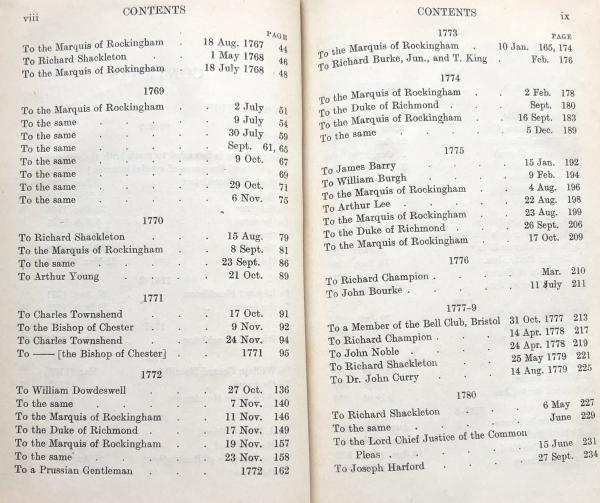 viii CONTENTS
PAGE
To the Marquis of Rockingham . 18 Aug. 1767 44
To Richard Shackleton . . 1 May 1768 46
To the Marquis of Rockingham . 18 July 1768 48
1769
To the Marquis of Rockingham . . 2 July 51
To the same . . . . 9 July 54
To the same . . . . 30 July 59
To the same . . . . Sept. 61, 65
To the same . . . . 9 Oct. 67
To the same . . . . 69
To the same . . . . 29 Oct. 71
To the same . . . . 6 Nov. 75
1770
To Richard Shackleton . . 15 Aug. 79
To the Marquis of Rockingham . . 8 Sept. 81
To the same . . . . 23 Sept. 86
To Arthur Young . . . 21 Oct. 89
1771
To Charles Townshend . . 17 Oct. 91
To the Bishop of Chester . . 9 Nov. 92
To Charles Townshend . . 24 Nov. 94
To —— [the Bishop of Chester] . . 1771 95
1772
To William Dowdeswell . . 27 Oct. 136
To the same . . . . 7 Nov. 140
To the Marquis of Rockingham . 11 Nov. 146
To the Duke of Richmond . . 17 Nov. 149
To the Marquis of Rockingham . 19 Nov. 157
To the same . . . . 23 Nov. 158
To a Prussian Gentleman . . 1772 162
CONTENTS ix
1773
PAGE
To the Marquis of Rockingham . 10 Jan. 165, 174
To Richard Burke, Jun., and T. King . Feb. 176
1774
To the Marquis of Rockingham . . 2 Feb. 178
To the Duke of Richmond . . Sept. 180
To the Marquis of Rockingham . 16 Sept. 183
To the same . . . . 5 Dec. 189
1775
To James Barry . . . 15 Jan. 192
To William Burgh . . . 9 Feb. 194
To the Marquis of Rockingham . . 4 Aug. 196
To Arthur Lee . . . 22 Aug. 198
To the Marquis of Rockingham . 23 Aug. 199
To the Duke of Richmond . . 26 Sept. 206
To the Marquis of Rockingham . 17 Oct. 209
1776
To Richard Champion . . . Mar. 210
To John Bourke . . . . 11 July 211
1777-9
To a Member of the Bell Club, Bristol 31 Oct. 1777 213
To Richard Champion . . 14 Apr. 1778 217
To John Noble . . . 24 Apr. 1778 219
To Richard Shackleton . . 25 May 1779 221
To Dr. John Curry . . 14 Aug. 1779 225
1780
To Richard Shackleton . . 6 May 227
To the same . . . . June 229
To the Lord Chief Justice of the Common
Pleas . . . . 15 June 231
To Joseph Harford . . . 27 Sept. 234